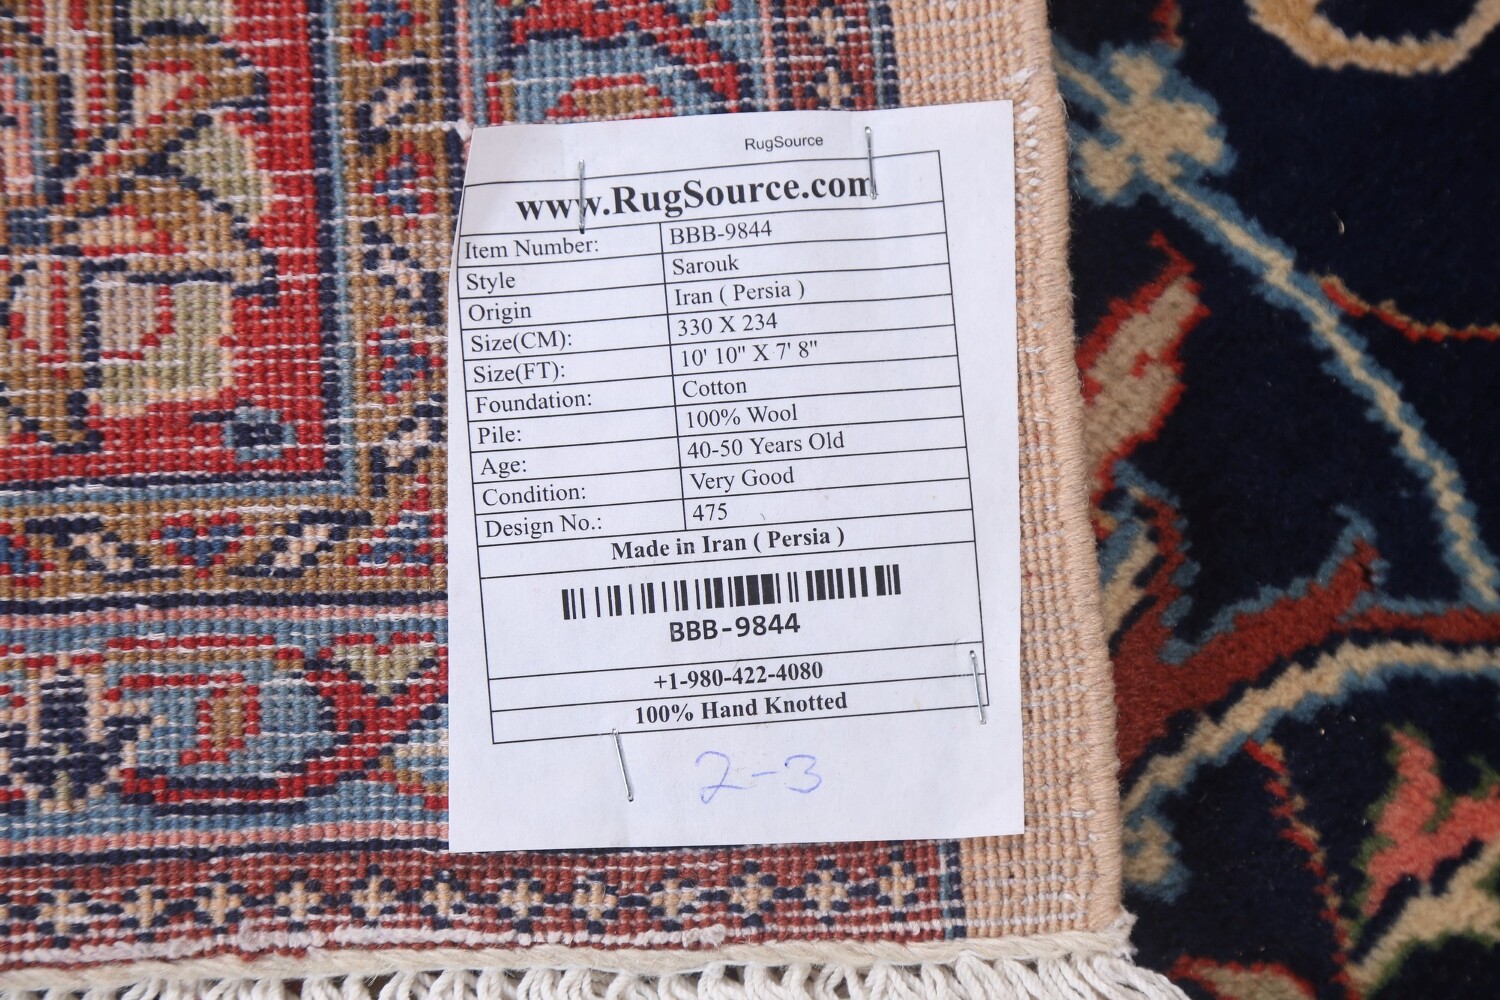 RugSource
www.RugSource.com
Item Number: BBB-9844
Style Sarouk
Origin Iran ( Persia )
Size(CM): 330 X 234
Size(FT): 10' 10" X 7' 8"
Foundation: Cotton
Pile: 100% Wool
Age: 40-50 Years Old
Condition: Very Good
Design No.: 475
Made in Iran ( Persia )
BBB-9844
+1-980-422-4080
100% Hand Knotted
2-3